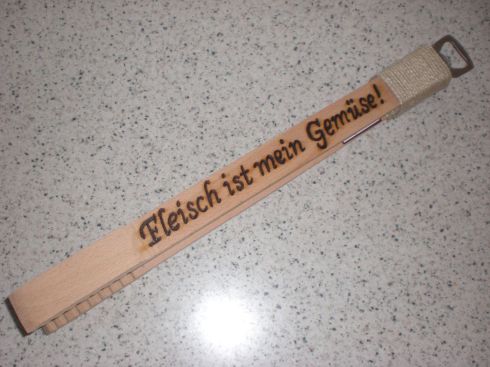 Fleisch ist mein Gemüse!